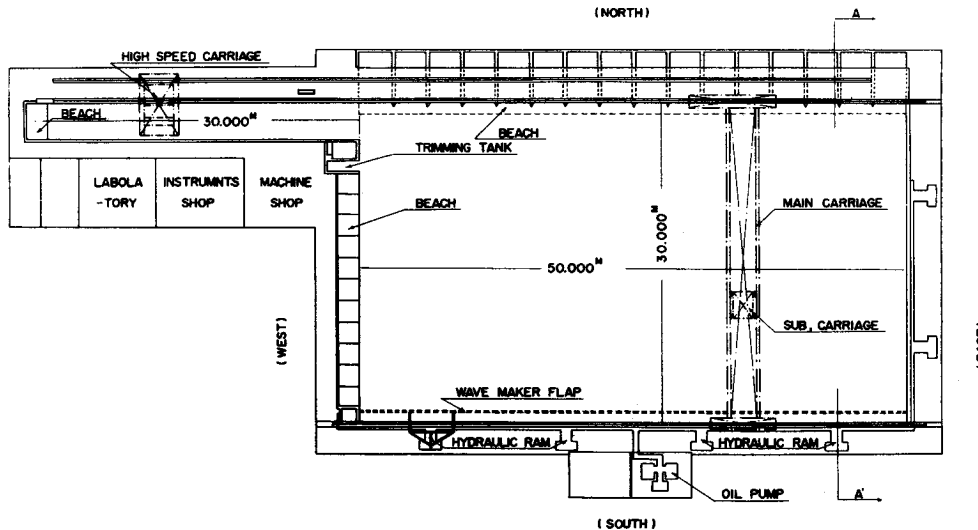 (NORTH)
A
HIGH SPEED CARRIAGE
BEACH
30.000M
BEACH
TRIMMING TANK
LABOLA
-TORY
INSTRUMNTS
SHOP
MACHINE
SHOP
BEACH
30.000M
MAIN CARRIAGE
50.000M
SUB, CARRIAGE
(WEST)
WAVE MAKER FLAP
HYDRAULIC RAM
HYDRAULIC RAM
OIL PUMP
A'
(SOUTH)